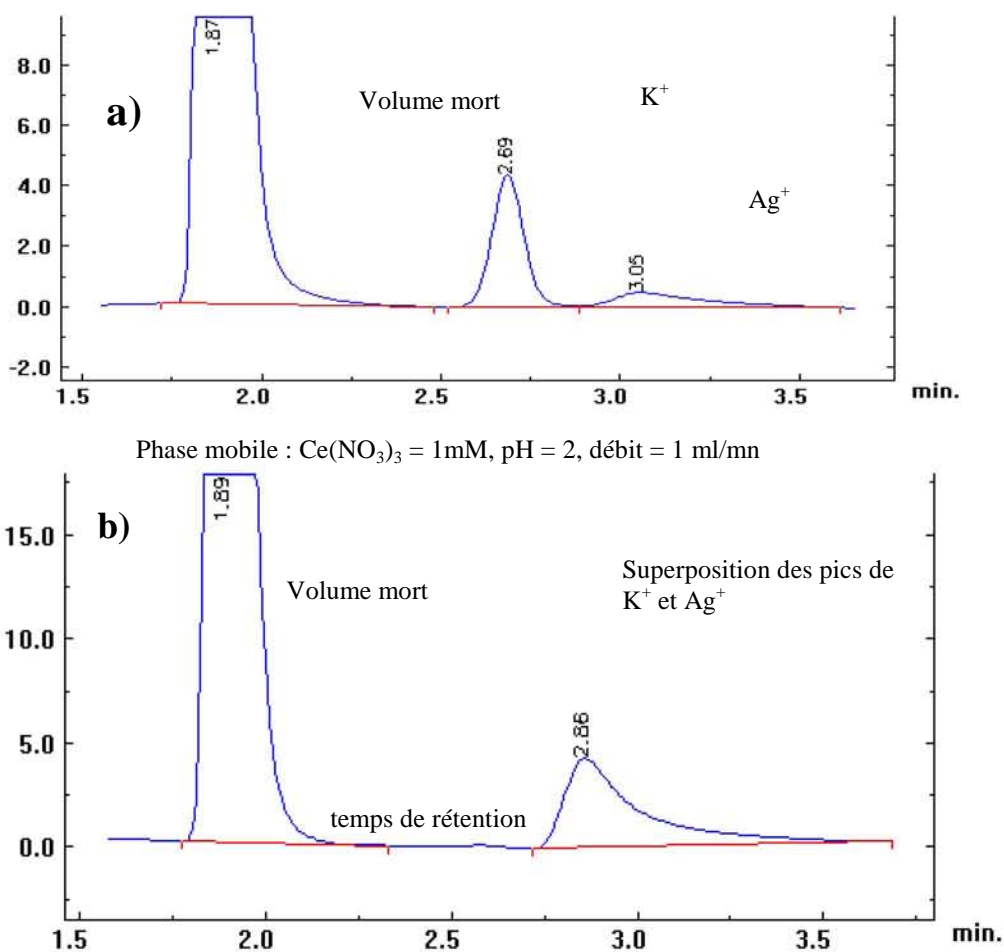 1.87
8.0
a)
Volume mort
K+
6.0
2.69
4.0
Ag+
2.0
3.05
0.0
-2.0
1.5
2.0
2.5
3.0
3.5
min.
Phase mobile : Ce(NO3)3 = 1mM, pH = 2, débit = 1 ml/mn
1.89
15.0
b)
Volume mort
Superposition des pics de
K+ et Ag+
10.0
2.86
5.0
temps de rétention
0.0
1.5
2.0
2.5
3.0
3.5
min.